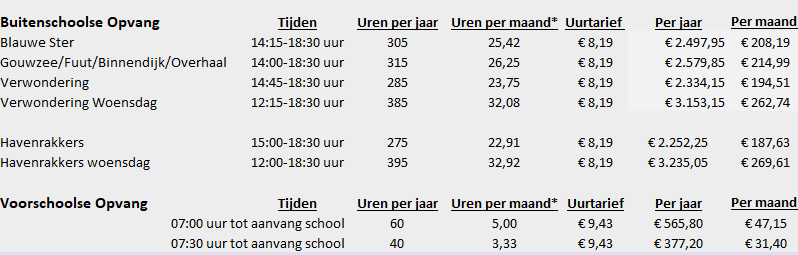 Buitenschoolse Opvang Tijden Uren per jaar Uren per maand* Uurtarief Per jaar Per maand
Blauwe Ster 14:15-18:30 uur 305 25,42 € 8,19 € 2.497,95 € 208,19
Gouwzee/Fuut/Binnendijk/Overhaal 14:00-18:30 uur 315 26,25 € 8,19 € 2.579,85 € 214,99
Verwondering 14:45-18:30 uur 285 23,75 € 8,19 € 2.334,15 € 194,51
Verwondering Woensdag 12:15-18:30 uur 385 32,08 € 8,19 € 3.153,15 € 262,74
Havenrakkers 15:00-18:30 uur 275 22,91 € 8,19 € 2.252,25 € 187,63
Havenrakkers woensdag 12:00-18:30 uur 395 32,92 € 8,19 € 3.235,05 € 269,61
Voorschoolse Opvang Tijden Uren per jaar Uren per maand* Uurtarief Per jaar Per maand
07:00 uur tot aanvang school 60 5,00 € 9,43 € 565,80 € 47,15
07:30 uur tot aanvang school 40 3,33 € 9,43 € 377,20 € 31,40